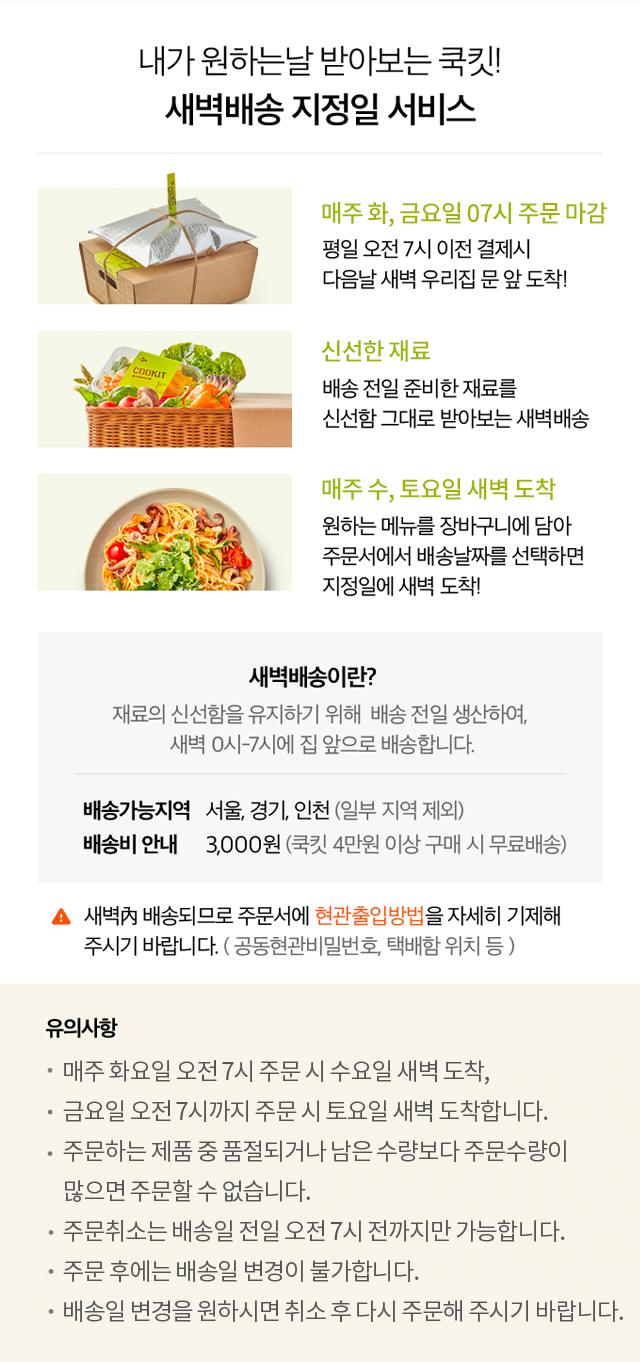 내가 원하는날 받아보는 쿡킷!
새벽배송 지정일 서비스
매주 화, 금요일 07시 주문 마감
평일 오전 7시 이전 결제시
다음날 새벽 우리집 문 앞 도착!
COOKIT
신선한 재료
배송 전일 준비한 재료를
신선함 그대로 받아보는 새벽배송
매주 수, 토요일 새벽 도착
원하는 메뉴를 장바구니에 담아
주문서에서 배송날짜를 선택하면
지정일에 새벽 도착!
새벽배송이란?
재료의 신선함을 유지하기 위해 배송 전일 생산하여,
새벽 0시-7시에 집 앞으로 배송합니다.
배송가능지역 서울, 경기, 인천 (일부 지역 제외)
배송비 안내 3,000원 (쿡킷 4만원 이상 구매 시 무료배송)
새벽內 배송되므로 주문서에 현관출입방법을 자세히 기제해
주시기 바랍니다. ( 공동현관비밀번호, 택배함 위치 등 )
유의사항
• 매주 화요일 오전 7시 주문 시 수요일 새벽 도착,
• 금요일 오전 7시까지 주문 시 토요일 새벽 도착합니다.
• 주문하는 제품 중 품절되거나 남은 수량보다 주문수량이
많으면 주문할 수 없습니다.
• 주문취소는 배송일 전일 오전 7시 전까지만 가능합니다.
• 주문 후에는 배송일 변경이 불가합니다.
• 배송일 변경을 원하시면 취소 후 다시 주문해 주시기 바랍니다.